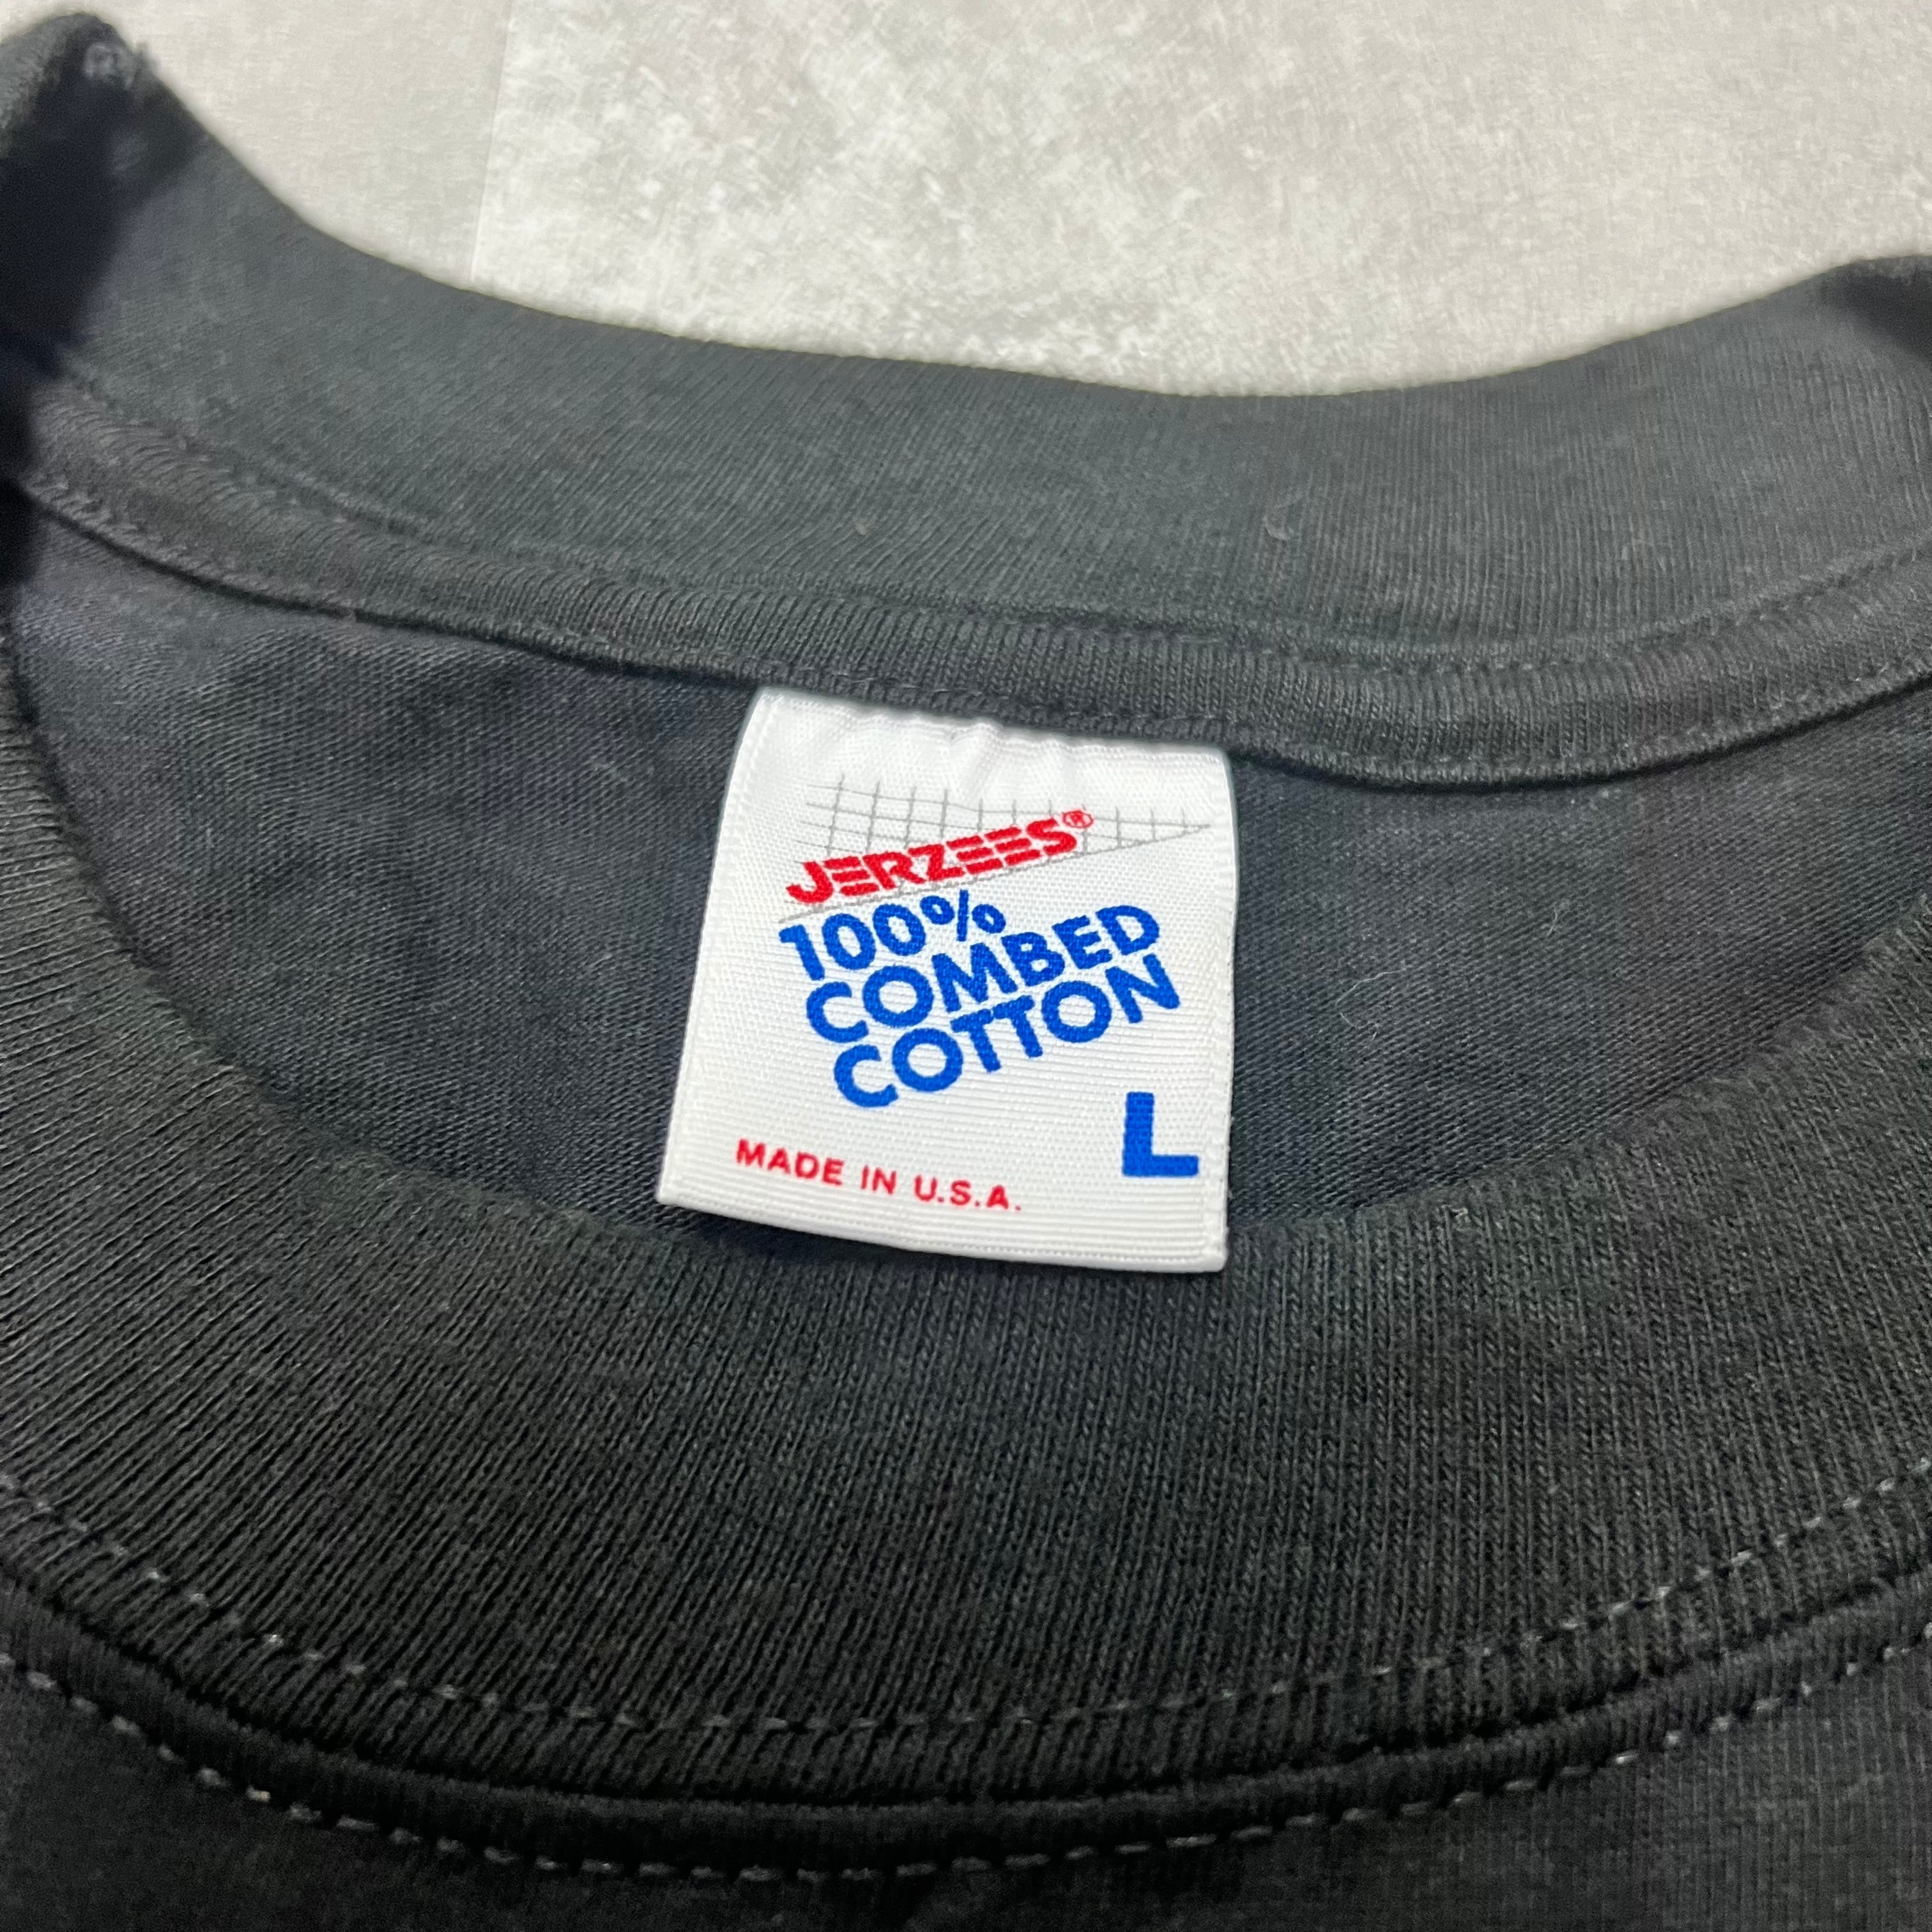 JERZEES®
100%
COMBED
COTTON
L
MADE IN U.S.A.